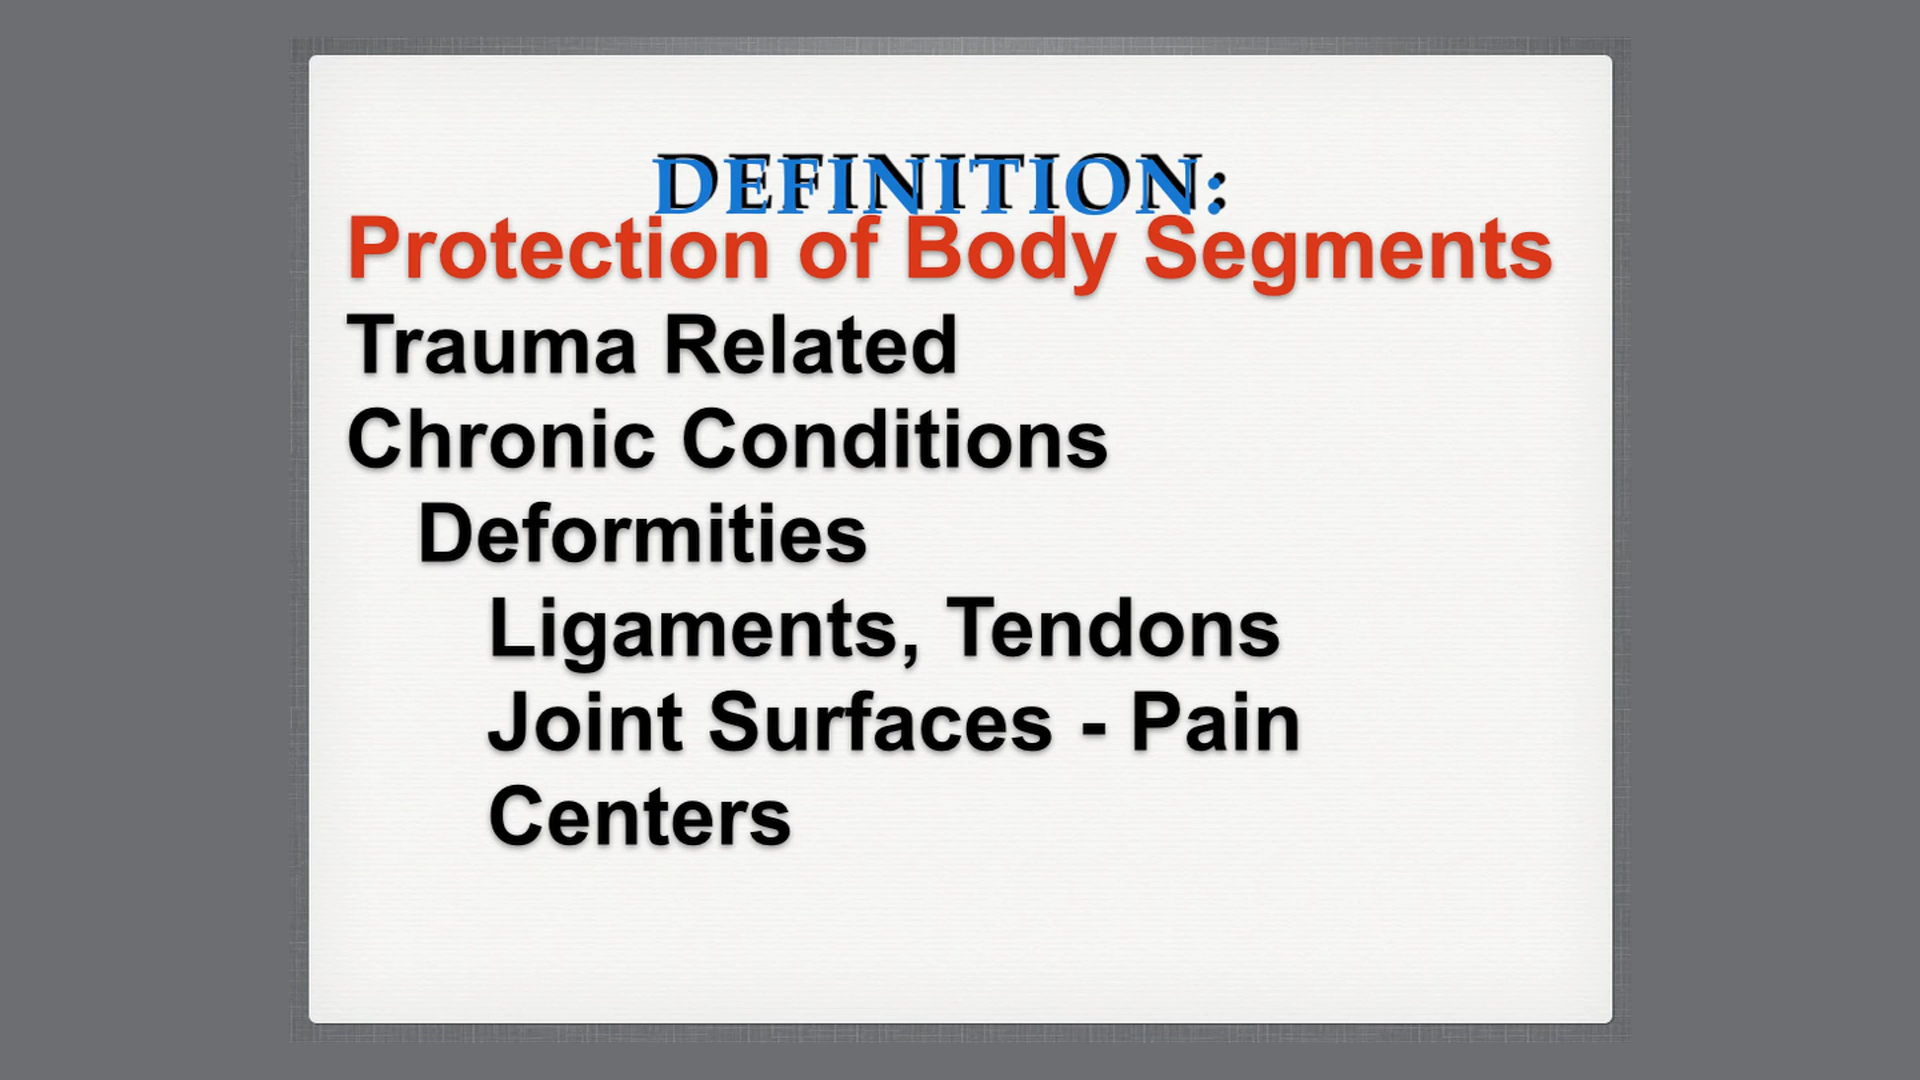 DEFINITION:
Protection of Body Segments
Trauma Related
Chronic Conditions
Deformities
Ligaments, Tendons
Joint Surfaces - Pain
Centers